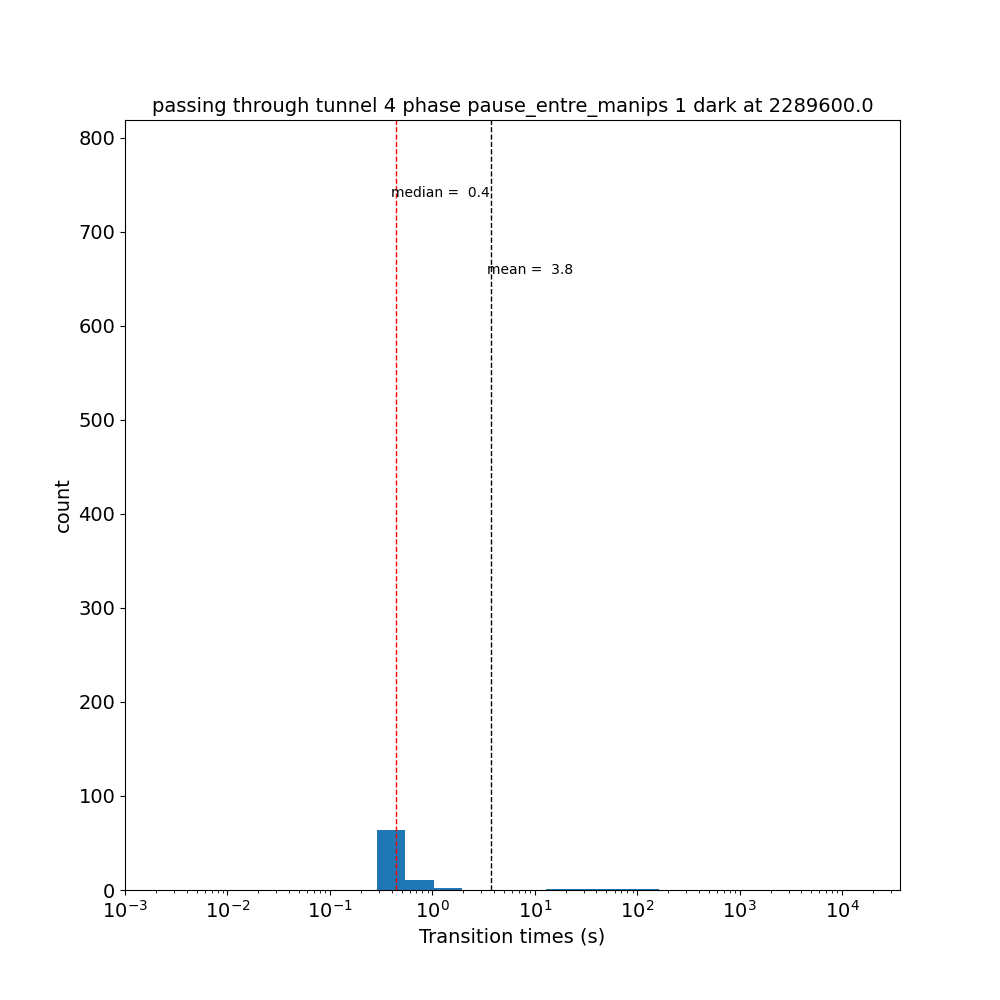 passing through tunnel 4 phase pause_entre_manips 1 dark at 2289600.0
800
median =  0.4
700
mean =  3.8
600
500
count
400
300
200
100
0
10⁻³ 10⁻² 10⁻¹ 10⁰ 10¹ 10² 10³ 10⁴
Transition times (s)